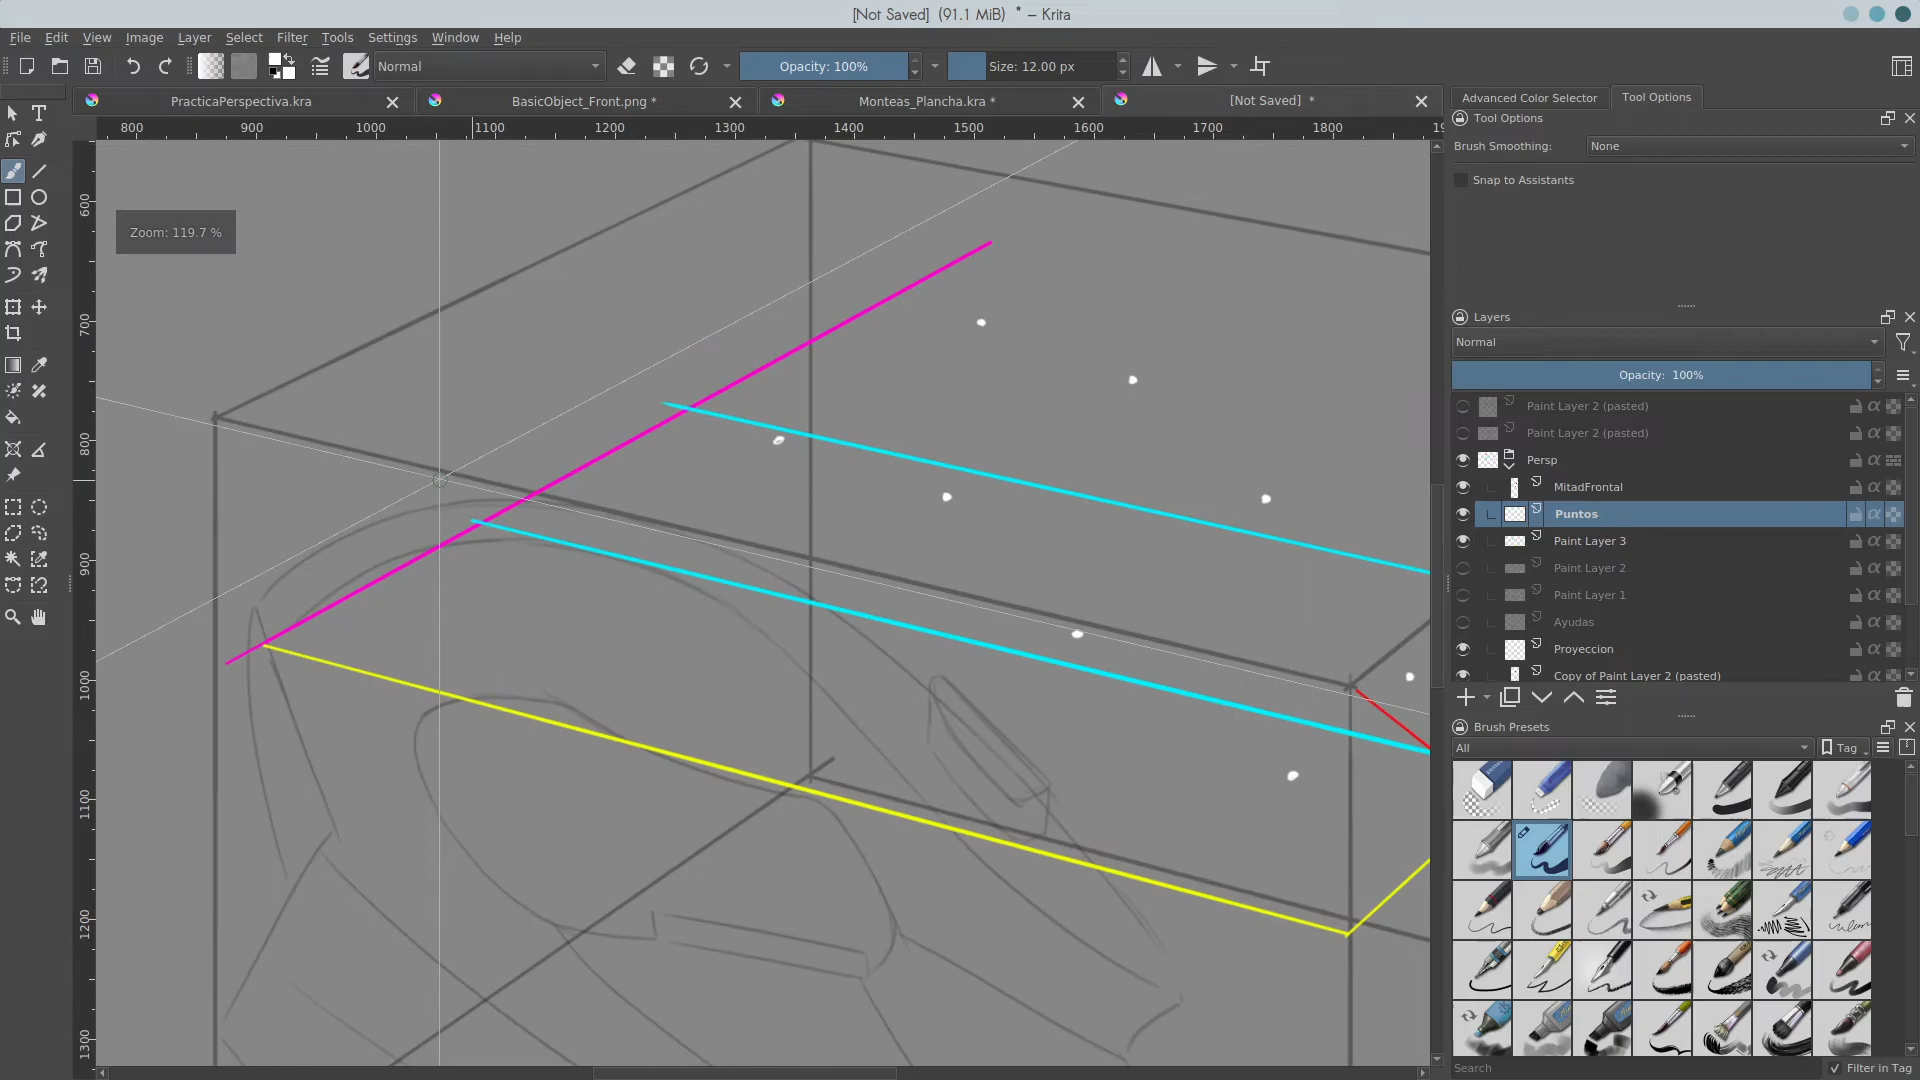 [Not Saved]  (91.1 MiB)  * – Krita
File Edit View Image Layer Select Filter Tools Settings Window Help
Normal
Opacity: 100%
Size: 12.00 px
PracticaPerspectiva.kra
BasicObject_Front.png *
Monteas_Plancha.kra *
[Not Saved]  *
Advanced Color Selector
Tool Options
800 900 1000 1100 1200 1300 1400 1500 1600 1700 1800 19
Tool Options
Brush Smoothing: None
Snap to Assistants
600
700
800
900
1000
1100
1200
1300
Zoom: 119.7 %
Layers
Normal
Opacity:  100%
Paint Layer 2 (pasted)
Paint Layer 2 (pasted)
Persp
MitadFrontal
Puntos
Paint Layer 3
Paint Layer 2
Paint Layer 1
Ayudas
Proyeccion
Copy of Paint Layer 2 (pasted)
Brush Presets
All
Tag
Search
Filter in Tag